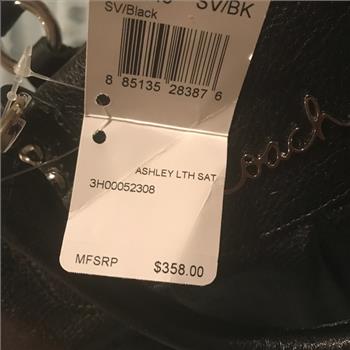 SV/BK
SV/Black
8 85135 28387 6
ASHLEY LTH SAT
3H00052308
MFSRP $358.00
Coach